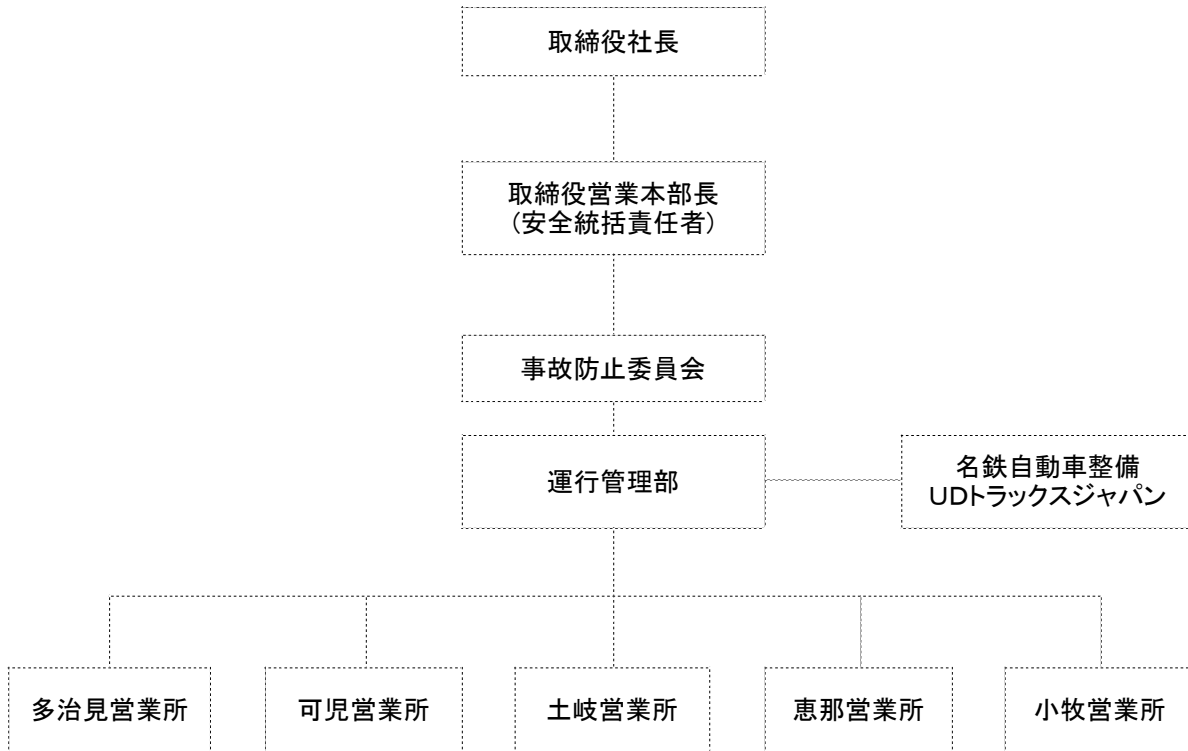 取締役社長
取締役営業本部長
（安全統括責任者）
事故防止委員会
運行管理部
名鉄自動車整備
ＵＤトラックスジャパン
多治見営業所
可児営業所
土岐営業所
恵那営業所
小牧営業所